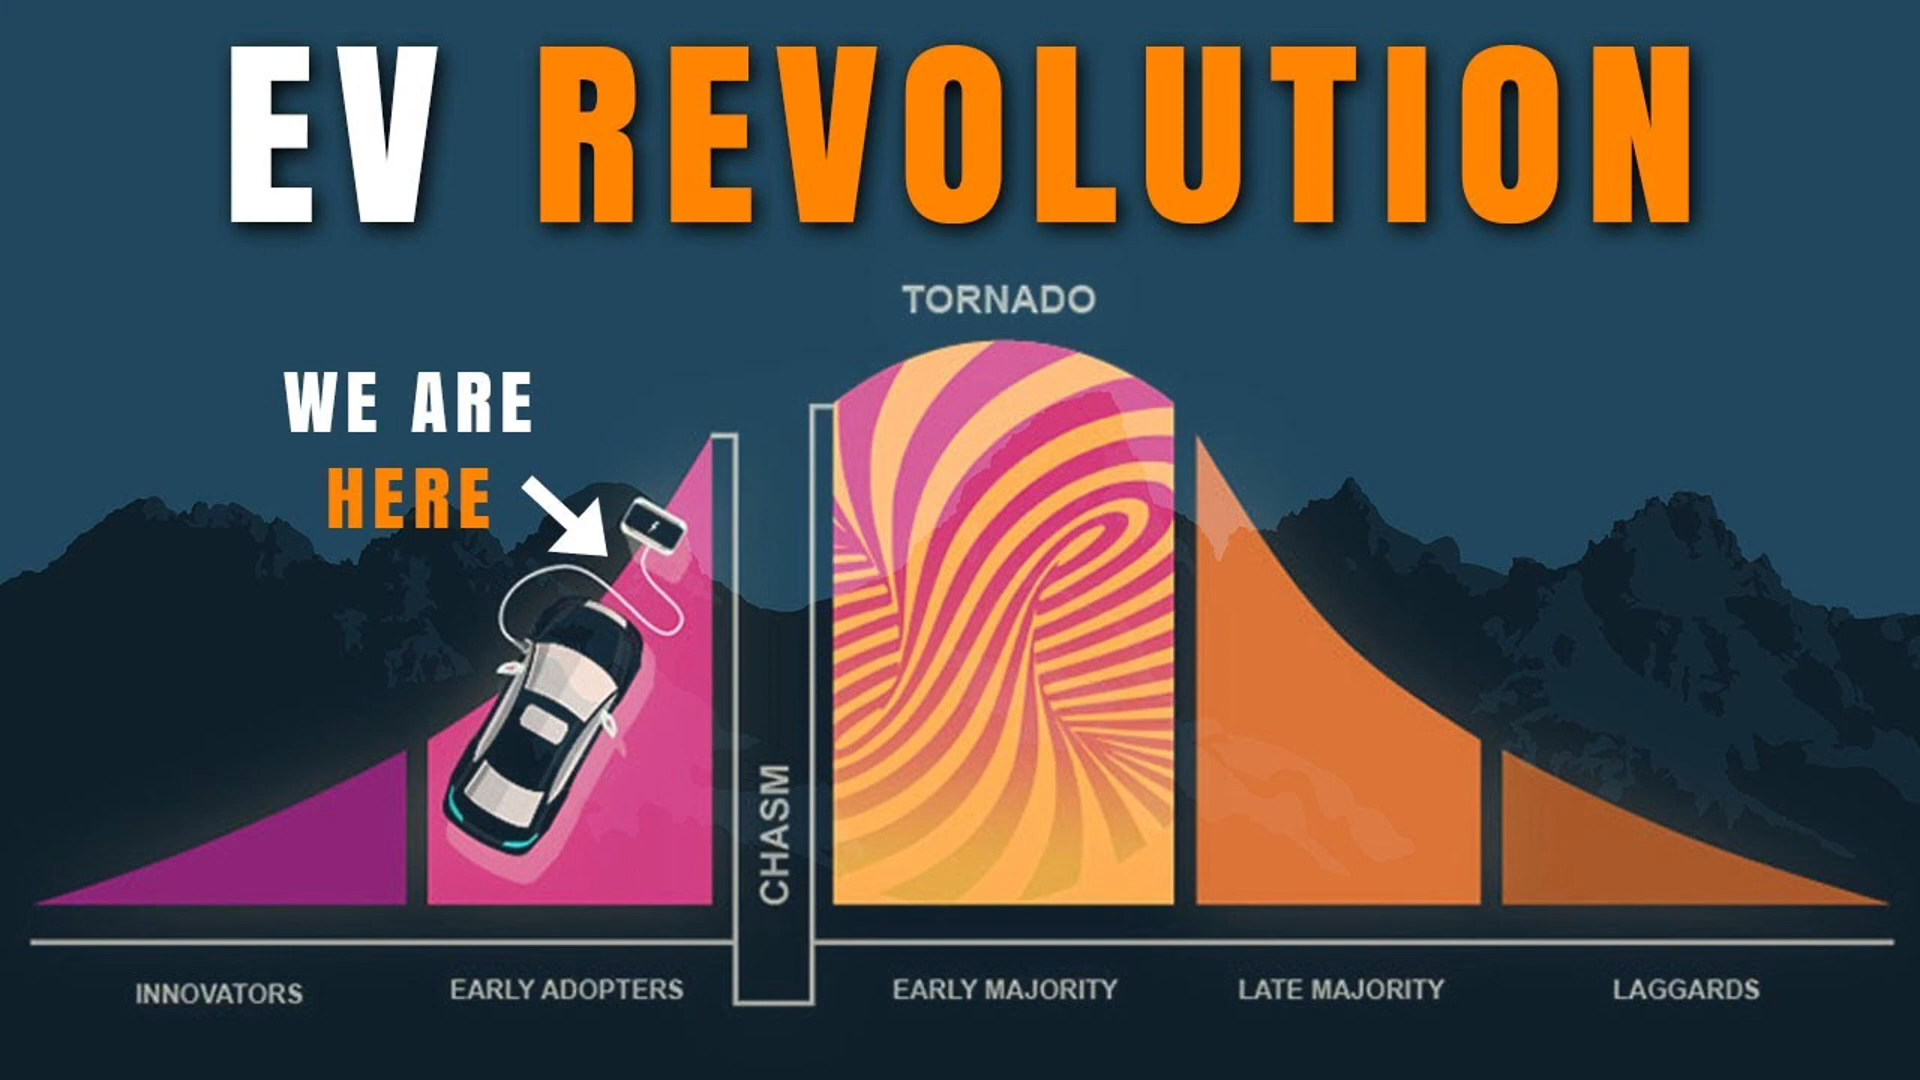 EV REVOLUTION
TORNADO
WE ARE
HERE
CHASM
INNOVATORS
EARLY ADOPTERS
EARLY MAJORITY
LATE MAJORITY
LAGGARDS